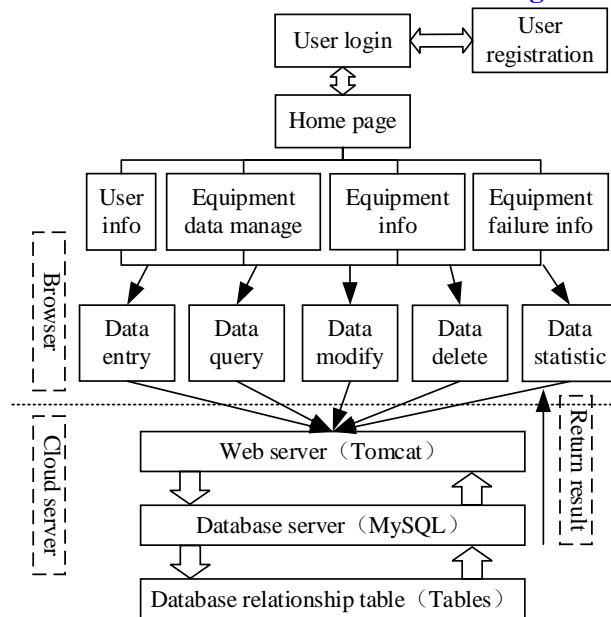 User login
User
registration
Home page
User
info
Equipment
data manage
Equipment
info
Equipment
failure info
Browser
Data
entry
Data
query
Data
modify
Data
delete
Data
statistic
Cloud server
Web server（Tomcat）
Return result
Database server（MySQL）
Database relationship table（Tables）